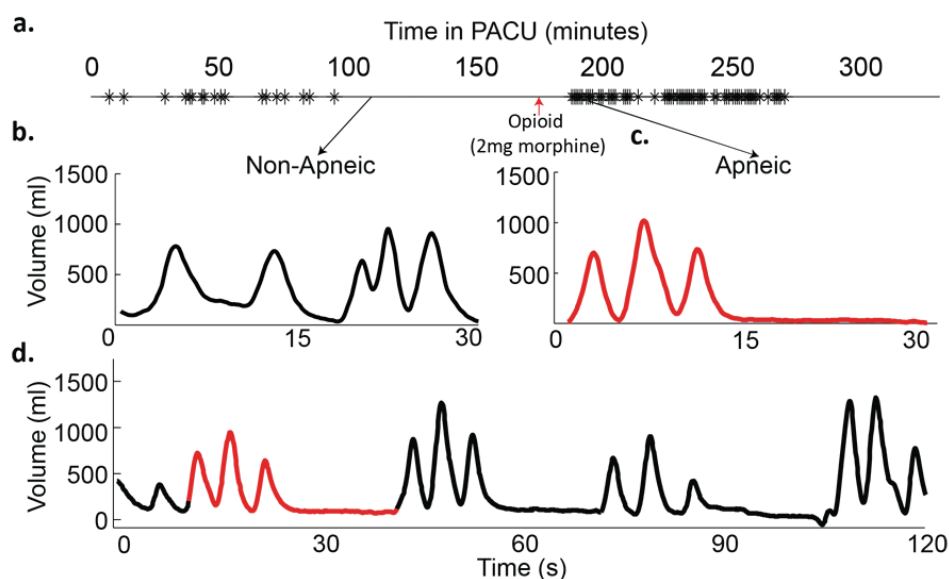 a.
Time in PACU (minutes)
0 50 100 150 200 250 300
Opioid
(2mg morphine)
b.
Non-Apneic
c.
Apneic
Volume (ml)
1500
1000
500
0 15 30
1500
1000
500
0 15 30
d.
Volume (ml)
1500
1000
500
0
0 30 60 90 120
Time (s)